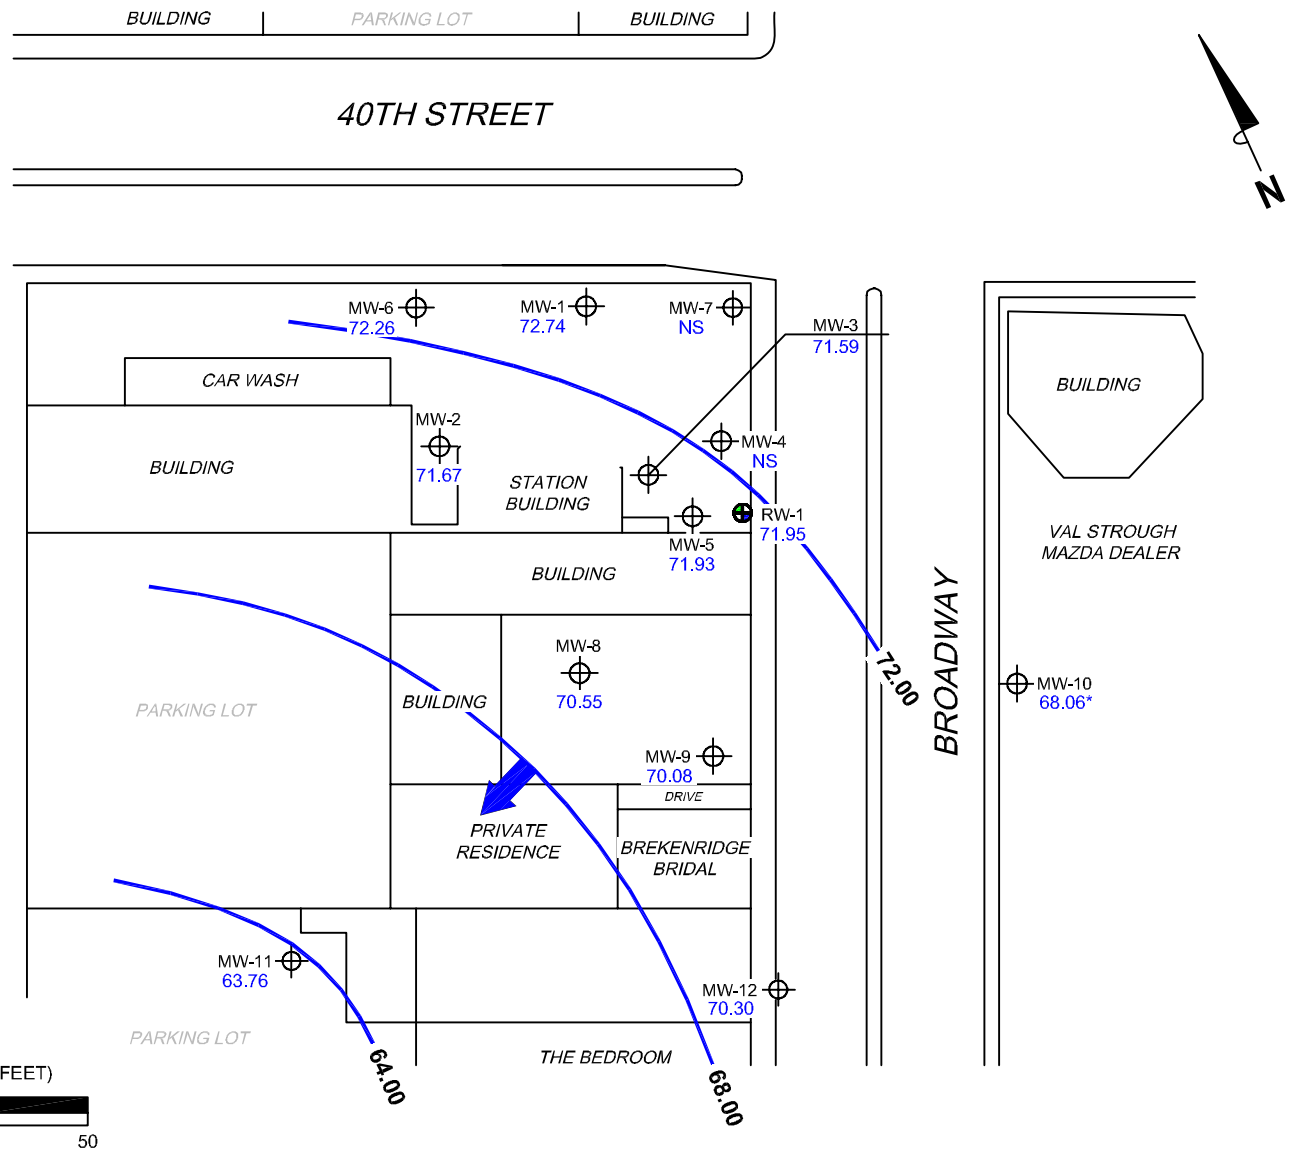 BUILDING
PARKING LOT
BUILDING
40TH STREET
N
MW-6
72.26
MW-1
72.74
MW-7
NS
MW-3
71.59
CAR WASH
BUILDING
MW-2
71.67
BUILDING
STATION
BUILDING
MW-4
NS
RW-1
71.95
MW-5
71.93
VAL STROUGH
MAZDA DEALER
BUILDING
BROADWAY
MW-8
70.55
72.00
MW-10
68.06*
PARKING LOT
BUILDING
MW-9
70.08
DRIVE
PRIVATE
RESIDENCE
BREKENRIDGE
BRIDAL
MW-11
63.76
MW-12
70.30
PARKING LOT
THE BEDROOM
64.00
68.00
FEET)
50